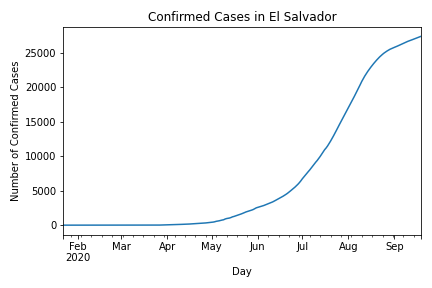 Confirmed Cases in El Salvador
Number of Confirmed Cases
25000
20000
15000
10000
5000
0
Feb Mar Apr May Jun Jul Aug Sep
2020
Day